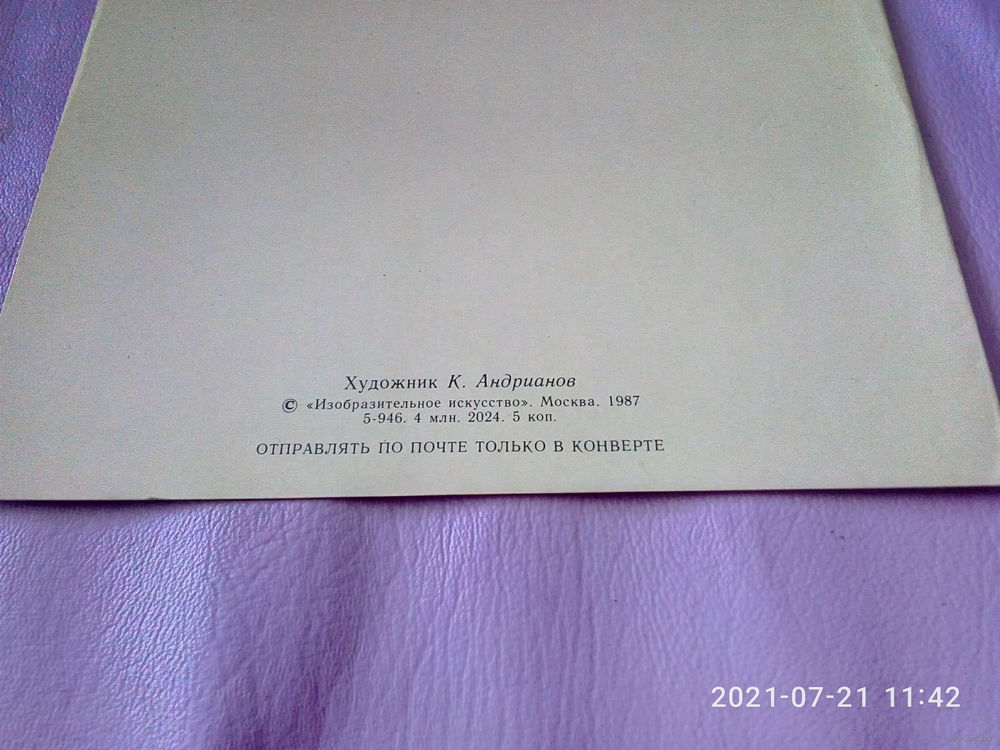 Художник К. Андрианов
© «Изобразительное искусство». Москва. 1987
5-946. 4 млн. 2024. 5 коп.
ОТПРАВЛЯТЬ ПО ПОЧТЕ ТОЛЬКО В КОНВЕРТЕ
2021-07-21 11:42